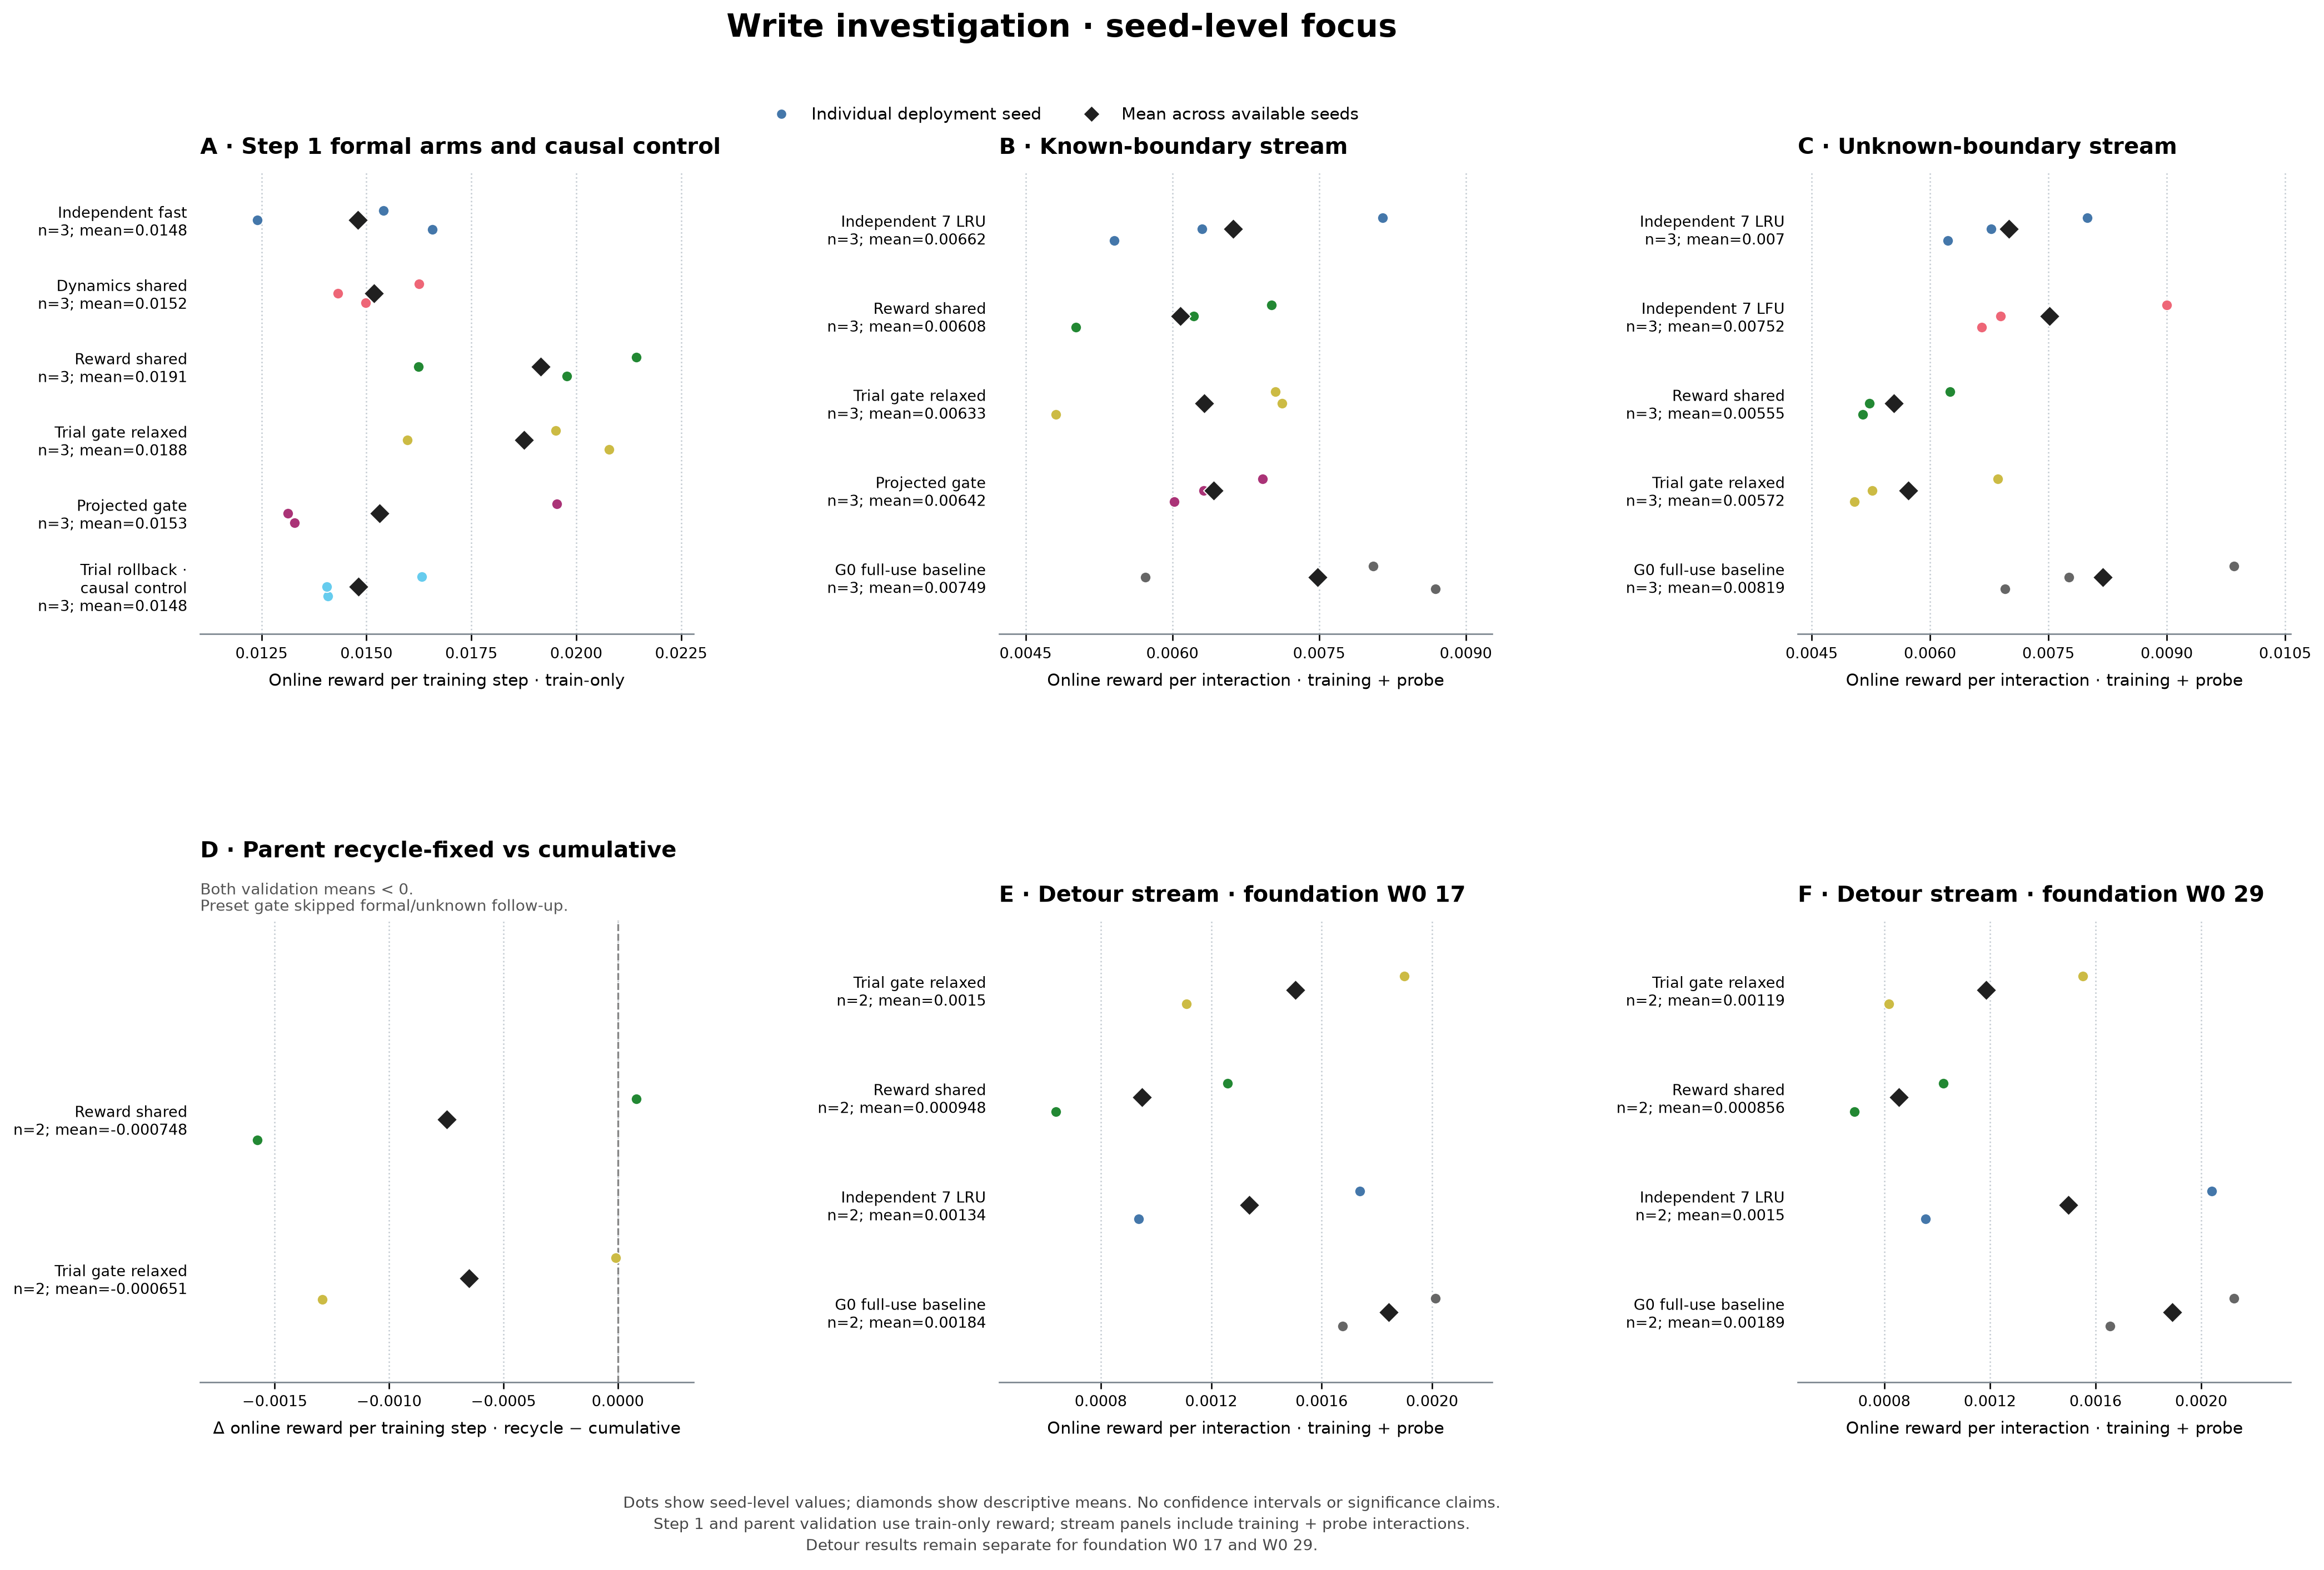 Write investigation · seed-level focus
Individual deployment seed
Mean across available seeds
A · Step 1 formal arms and causal control
Independent fast
n=3; mean=0.0148
Dynamics shared
n=3; mean=0.0152
Reward shared
n=3; mean=0.0191
Trial gate relaxed
n=3; mean=0.0188
Projected gate
n=3; mean=0.0153
Trial rollback ·
causal control
n=3; mean=0.0148
0.0125
0.0150
0.0175
0.0200
0.0225
Online reward per training step · train-only
B · Known-boundary stream
Independent 7 LRU
n=3; mean=0.00662
Reward shared
n=3; mean=0.00608
Trial gate relaxed
n=3; mean=0.00633
Projected gate
n=3; mean=0.00642
G0 full-use baseline
n=3; mean=0.00749
0.0045
0.0060
0.0075
0.0090
Online reward per interaction · training + probe
C · Unknown-boundary stream
Independent 7 LRU
n=3; mean=0.007
Independent 7 LFU
n=3; mean=0.00752
Reward shared
n=3; mean=0.00555
Trial gate relaxed
n=3; mean=0.00572
G0 full-use baseline
n=3; mean=0.00819
0.0045
0.0060
0.0075
0.0090
0.0105
Online reward per interaction · training + probe
D · Parent recycle-fixed vs cumulative
Both validation means < 0.
Preset gate skipped formal/unknown follow-up.
Reward shared
n=2; mean=-0.000748
Trial gate relaxed
n=2; mean=-0.000651
−0.0015
−0.0010
−0.0005
0.0000
Δ online reward per training step · recycle − cumulative
E · Detour stream · foundation W0 17
Trial gate relaxed
n=2; mean=0.0015
Reward shared
n=2; mean=0.000948
Independent 7 LRU
n=2; mean=0.00134
G0 full-use baseline
n=2; mean=0.00184
0.0008
0.0012
0.0016
0.0020
Online reward per interaction · training + probe
F · Detour stream · foundation W0 29
Trial gate relaxed
n=2; mean=0.00119
Reward shared
n=2; mean=0.000856
Independent 7 LRU
n=2; mean=0.0015
G0 full-use baseline
n=2; mean=0.00189
0.0008
0.0012
0.0016
0.0020
Online reward per interaction · training + probe
Dots show seed-level values; diamonds show descriptive means. No confidence intervals or significance claims.
Step 1 and parent validation use train-only reward; stream panels include training + probe interactions.
Detour results remain separate for foundation W0 17 and W0 29.